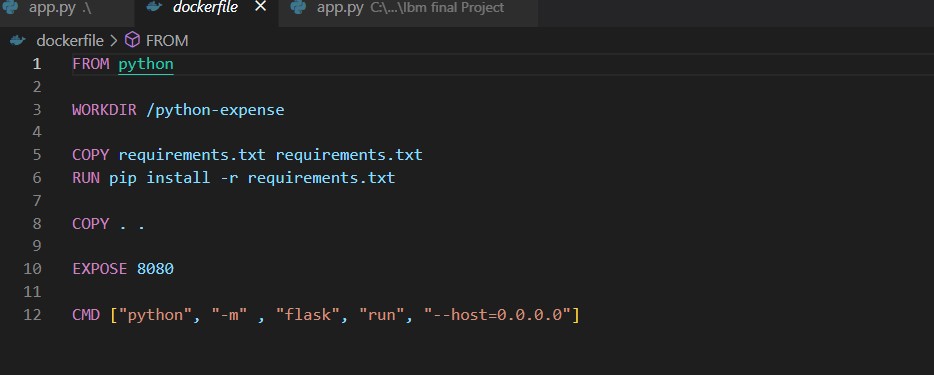 app.py .\ dockerfile × app.py C:\...\Ibm final Project
dockerfile > FROM
1 FROM python
2
3 WORKDIR /python-expense
4
5 COPY requirements.txt requirements.txt
6 RUN pip install -r requirements.txt
7
8 COPY . .
9
10 EXPOSE 8080
11
12 CMD ["python", "-m" , "flask", "run", "--host=0.0.0.0"]